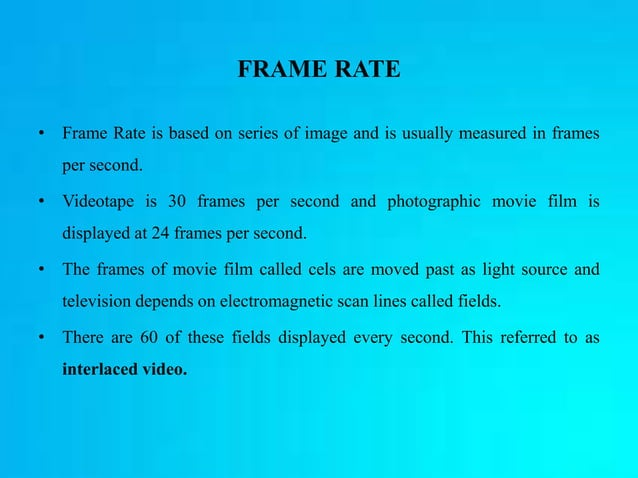 FRAME RATE
• Frame Rate is based on series of image and is usually measured in frames
per second.
• Videotape is 30 frames per second and photographic movie film is
displayed at 24 frames per second.
• The frames of movie film called cels are moved past as light source and
television depends on electromagnetic scan lines called fields.
• There are 60 of these fields displayed every second. This referred to as
interlaced video.